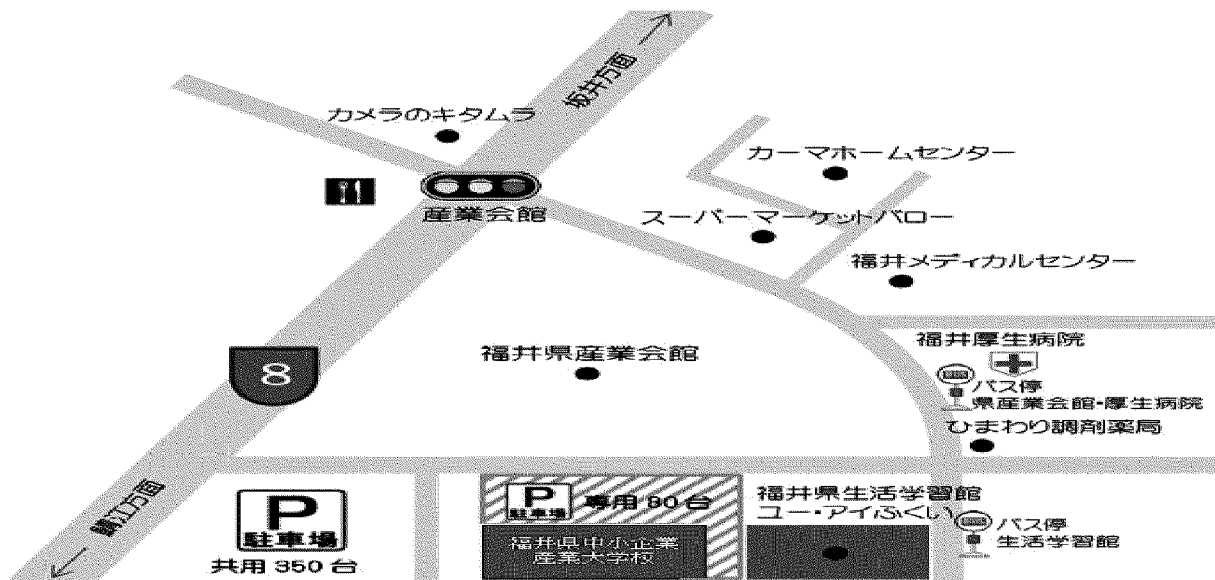 坂井方面
カメラのキタムラ
カーマホームセンター
産業会館
スーパーマーケットバロー
福井メディカルセンター
福井厚生病院
福井県産業会館
8
バス停
県産業会館・厚生病院
ひまわり調剤薬局
鯖江方面
P
駐車場
共用350台
P
駐車場
専用80台
福井県中小企業
産業大学校
福井県生活学習館
ユー・アイふくい
バス停
生活学習館